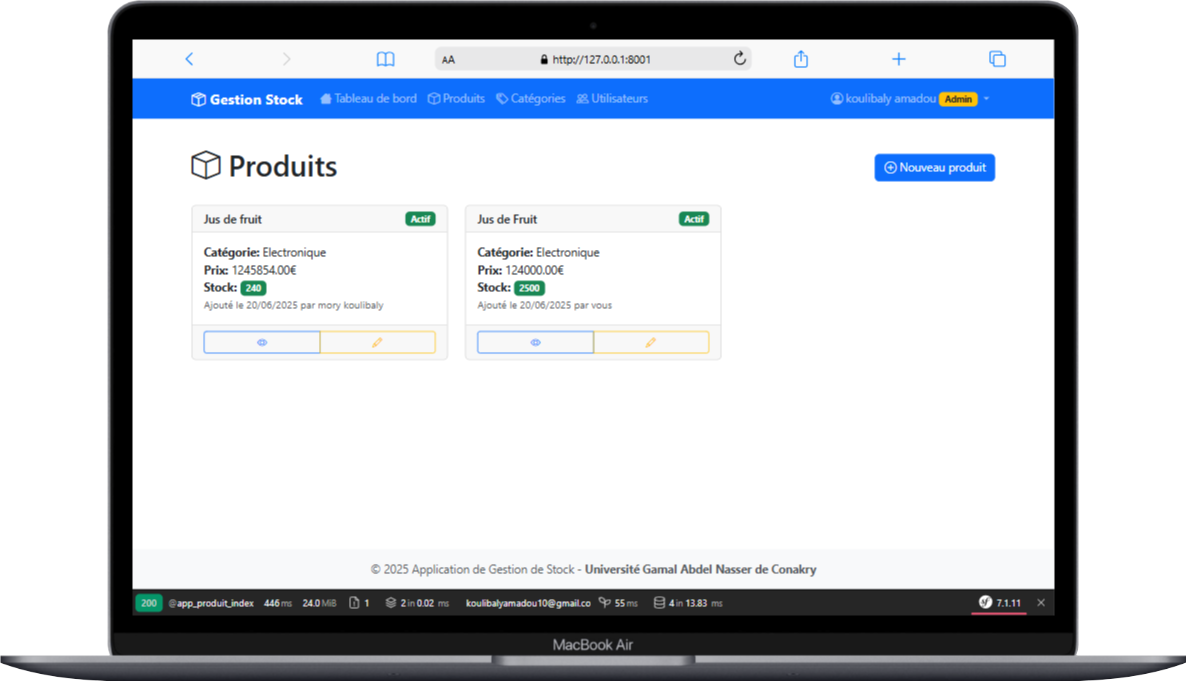 AA http://127.0.0.1:8001
Gestion Stock Tableau de bord Produits Catégories Utilisateurs koulibaly amadou Admin
Produits Nouveau produit
Jus de fruit Actif
Catégorie: Electronique
Prix: 1245854.00€
Stock: 240
Ajouté le 20/06/2025 par mory koulibaly
Jus de Fruit Actif
Catégorie: Electronique
Prix: 124000.00€
Stock: 2500
Ajouté le 20/06/2025 par vous
© 2025 Application de Gestion de Stock - Université Gamal Abdel Nasser de Conakry
200 @app_produit_index 446 ms 24.0 MiB 1 2 in 0.02 ms koulibalyamadou10@gmail.co 55 ms 4 in 13.83 ms sf 7.1.11
MacBook Air